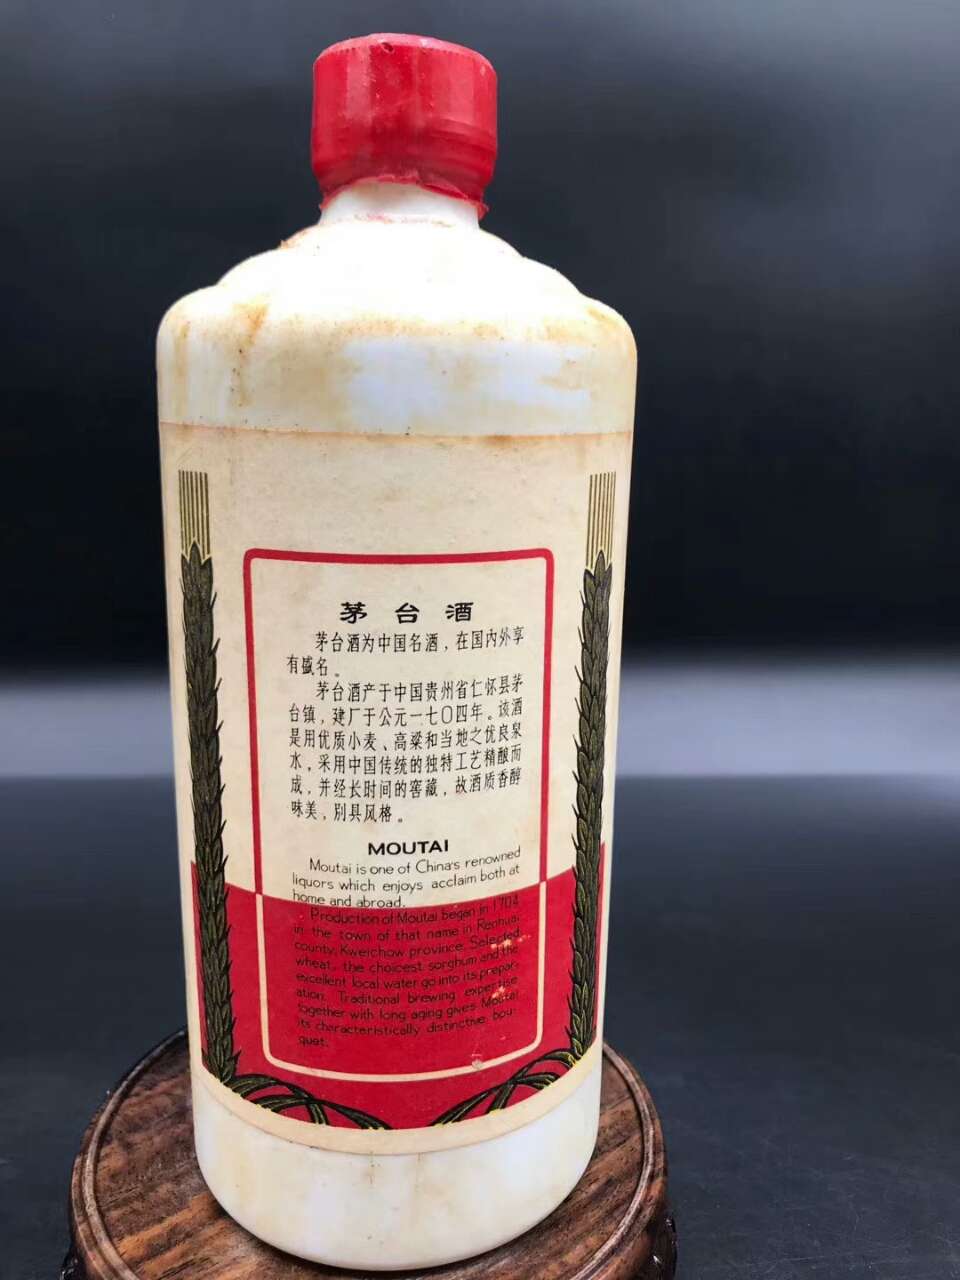 茅台酒
茅台酒为中国名酒，在国内外享
有盛名。
茅台酒产于中国贵州省仁怀县茅
台镇，建厂于公元一七〇四年。该酒
是用优质小麦、高粱和当地之优良泉
水，采用中国传统的独特工艺精酿而
成，并经长时间的窖藏，故酒质香醇
味美，别具风格。
MOUTAI
Moutai is one of China's renowned
liquors which enjoys acclaim both at
home and abroad.
Production of Moutai began in 1704
in the town of that name in Renhuai
county, Kweichow province. Selected
wheat, the choicest sorghum and the
excellent local water go into its prepar-
ation. Traditional brewing expertise
together with long aging gives Moutai
its characteristically distinctive bou-
quet.